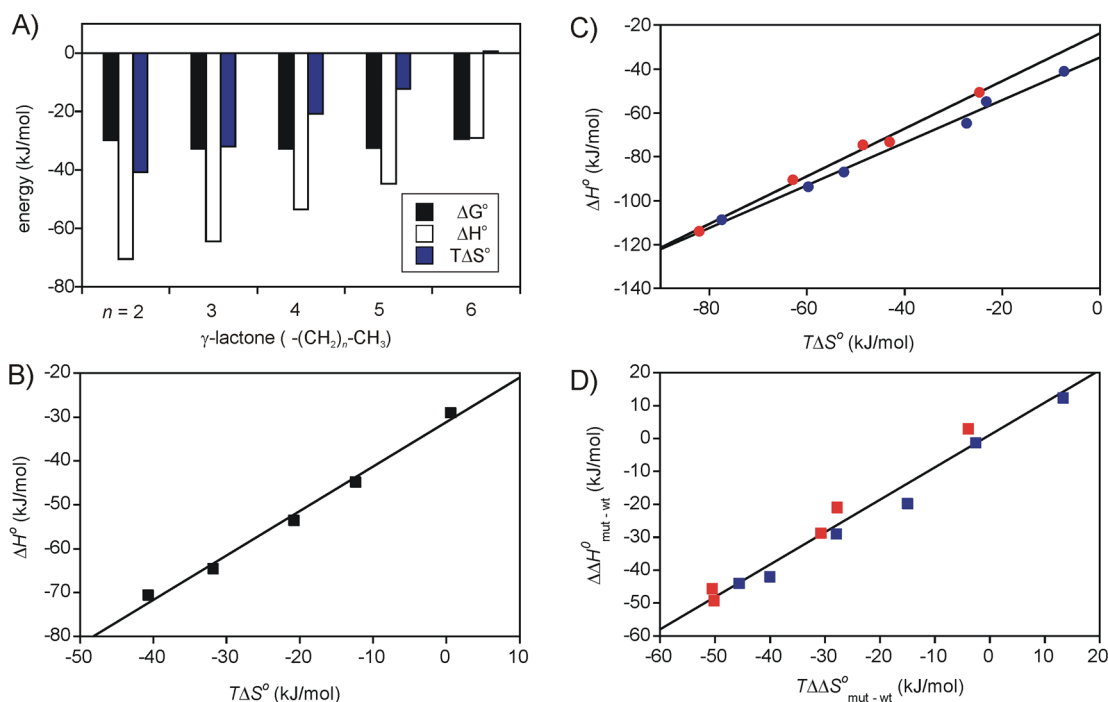 A)
energy (kJ/mol)
0
-20
-40
-60
-80
ΔG°
ΔH°
TΔS°
n = 2 3 4 5 6
γ-lactone ( -(CH₂)ₙ-CH₃)
B)
ΔH° (kJ/mol)
-20
-30
-40
-50
-60
-70
-80
-50 -40 -30 -20 -10 0 10
TΔS° (kJ/mol)
C)
ΔH° (kJ/mol)
-20
-40
-60
-80
-100
-120
-140
-80 -60 -40 -20 0
TΔS° (kJ/mol)
D)
ΔΔH⁰ mut - wt (kJ/mol)
20
10
0
-10
-20
-30
-40
-50
-60
-60 -50 -40 -30 -20 -10 0 10 20
TΔΔS° mut - wt (kJ/mol)